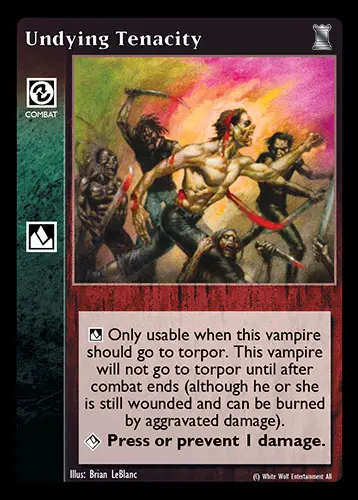 Undying Tenacity
COMBAT
Only usable when this vampire
should go to torpor. This vampire
will not go to torpor until after
combat ends (although he or she
is still wounded and can be burned
by aggravated damage).
Press or prevent 1 damage.
Illus: Brian LeBlanc
(C) White Wolf Entertainment AB